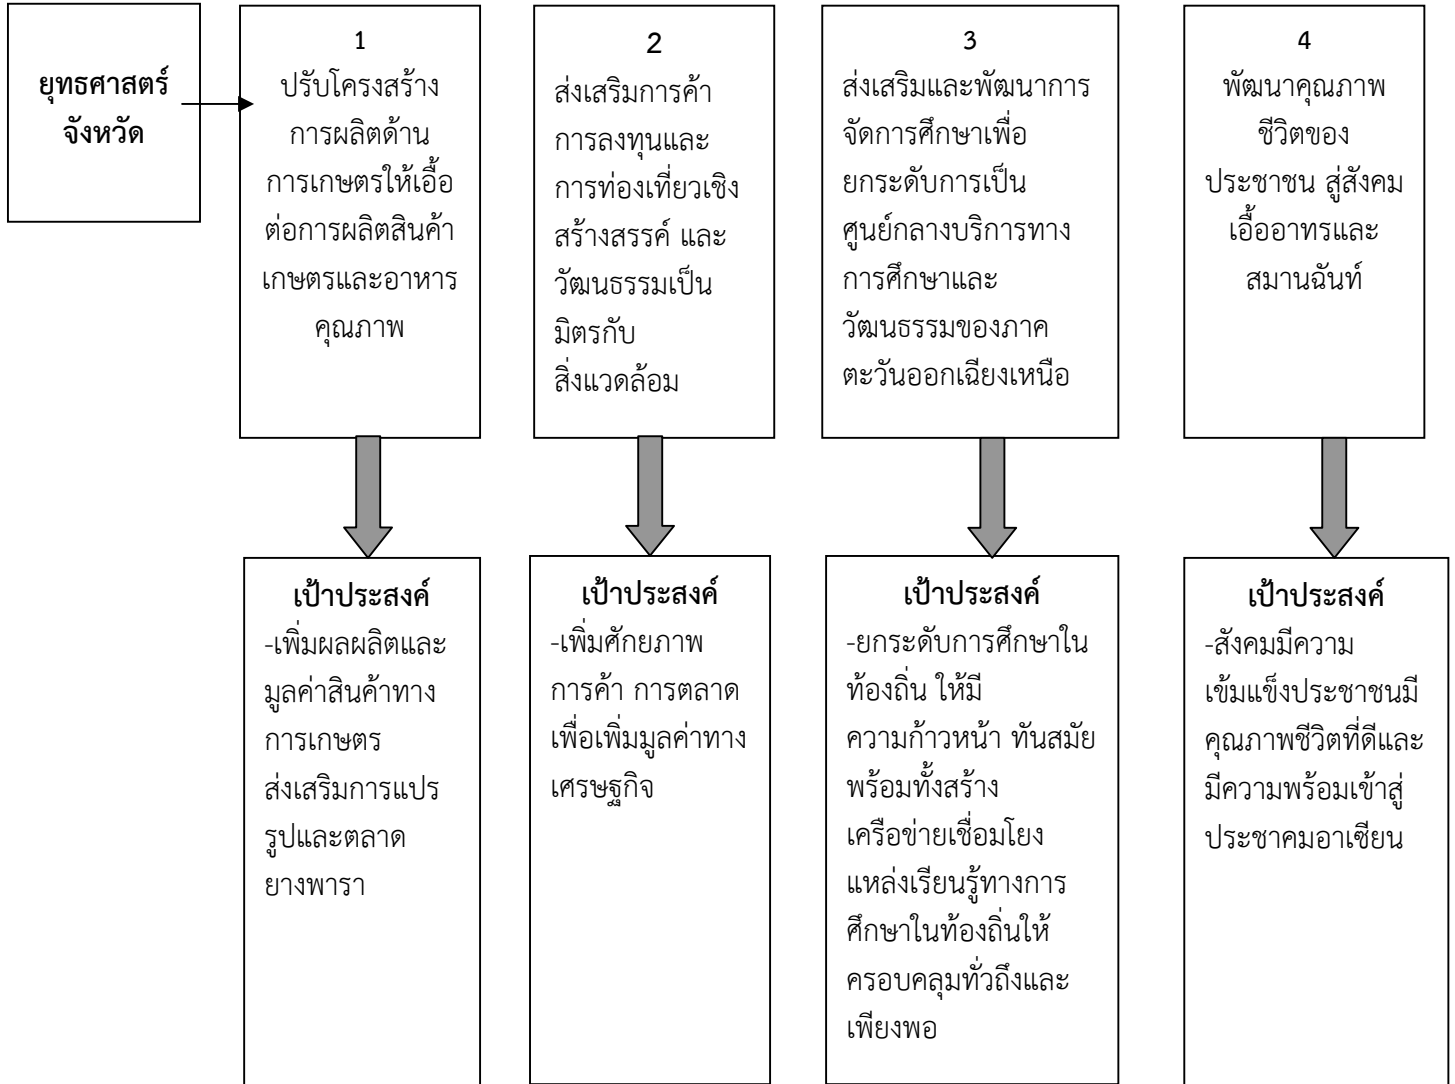 ยุทธศาสตร์
จังหวัด
1
ปรับโครงสร้าง
การผลิตด้าน
การเกษตรให้เอื้อ
ต่อการผลิตสินค้า
เกษตรและอาหาร
คุณภาพ
2
ส่งเสริมการค้า
การลงทุนและ
การท่องเที่ยวเชิง
สร้างสรรค์ และ
วัฒนธรรมเป็น
มิตรกับ
สิ่งแวดล้อม
3
ส่งเสริมและพัฒนาการ
จัดการศึกษาเพื่อ
ยกระดับการเป็น
ศูนย์กลางบริการทาง
การศึกษาและ
วัฒนธรรมของภาค
ตะวันออกเฉียงเหนือ
4
พัฒนาคุณภาพ
ชีวิตของ
ประชาชน สู่สังคม
เอื้ออาทรและ
สมานฉันท์
เป้าประสงค์
-เพิ่มผลผลิตและ
มูลค่าสินค้าทาง
การเกษตร
ส่งเสริมการแปร
รูปและตลาด
ยางพารา
เป้าประสงค์
-เพิ่มศักยภาพ
การค้า การตลาด
เพื่อเพิ่มมูลค่าทาง
เศรษฐกิจ
เป้าประสงค์
-ยกระดับการศึกษาใน
ท้องถิ่น ให้มี
ความก้าวหน้า ทันสมัย
พร้อมทั้งสร้าง
เครือข่ายเชื่อมโยง
แหล่งเรียนรู้ทางการ
ศึกษาในท้องถิ่นให้
ครอบคลุมทั่วถึงและ
เพียงพอ
เป้าประสงค์
-สังคมมีความ
เข้มแข็งประชาชนมี
คุณภาพชีวิตที่ดีและ
มีความพร้อมเข้าสู่
ประชาคมอาเซียน